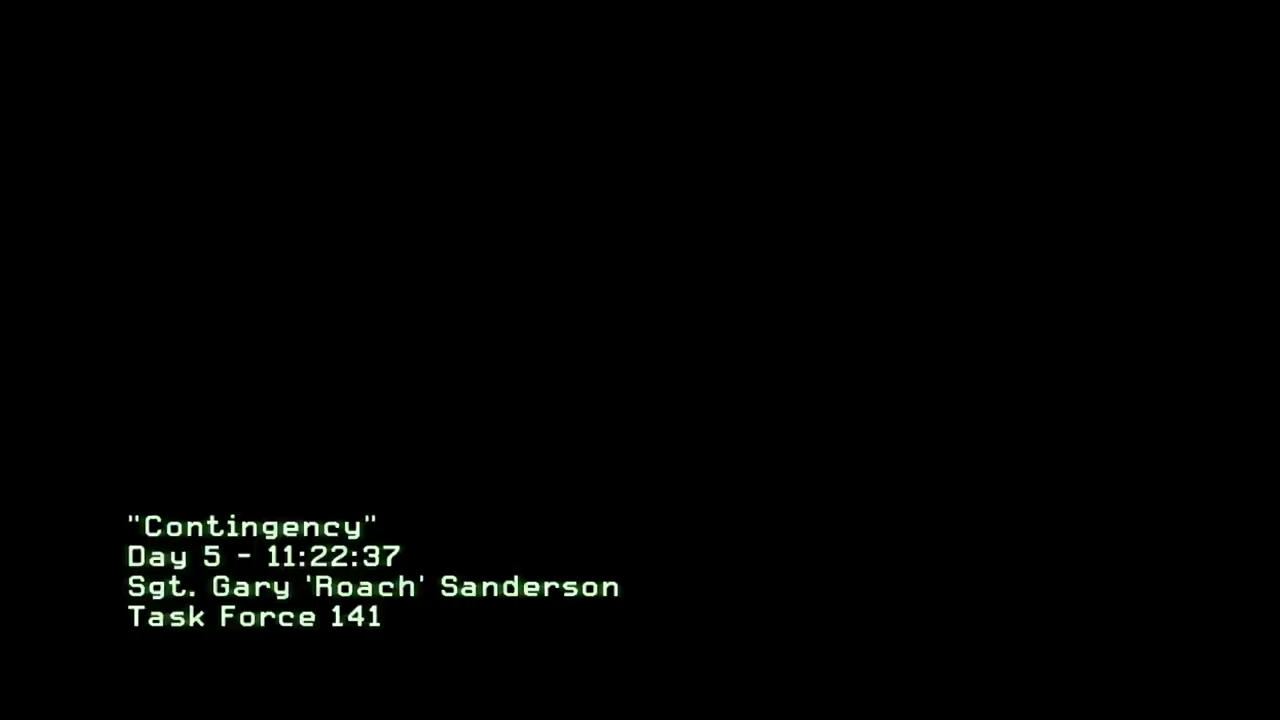 "Contingency"
Day 5 - 11:22:37
Sgt. Gary 'Roach' Sanderson
Task Force 141